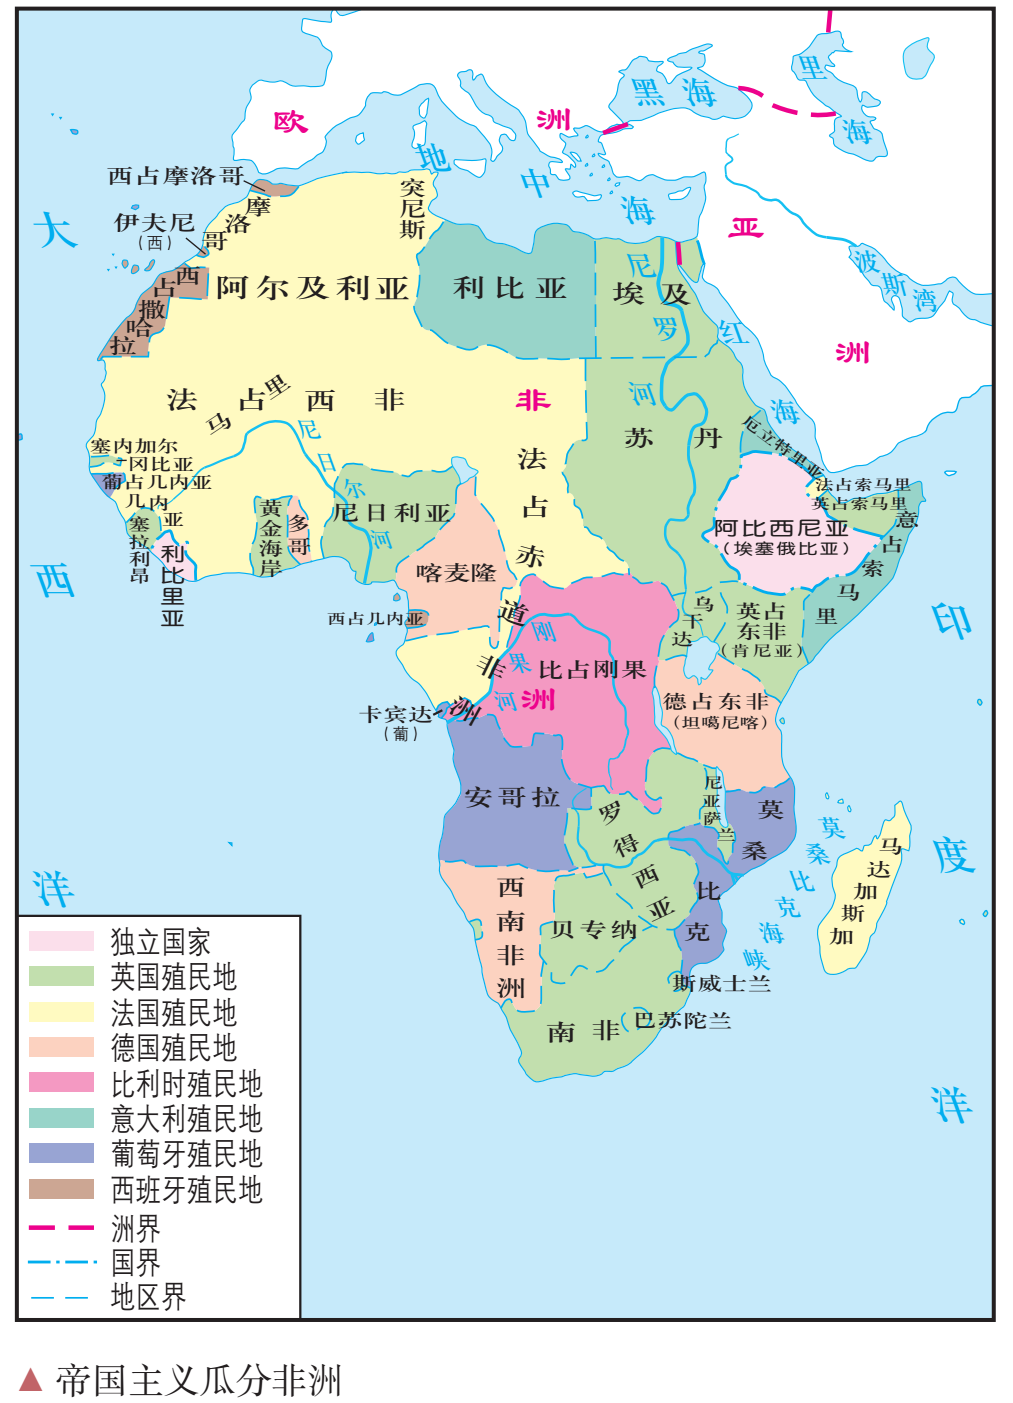 欧
洲
黑海
里海
地中海
亚
洲
波斯湾
大西洋
西占摩洛哥
摩洛哥
伊夫尼
(西)
突尼斯
西占撒哈拉
阿尔及利亚
利比亚
埃及
尼罗河
红海
法占西非
马里
尼日尔河
非
洲
法占赤道非洲
苏丹
厄立特里亚
塞内加尔
冈比亚
葡占几内亚
几内亚
塞拉利昂
利比里亚
黄金海岸
多哥
尼日利亚
喀麦隆
法占索马里
英占索马里
意占索马里
阿比西尼亚
(埃塞俄比亚)
西占几内亚
乌干达
英占
东非
(肯尼亚)
刚果河
比占刚果
卡宾达
(葡)
德占东非
(坦噶尼喀)
安哥拉
尼亚萨兰
罗得西亚
莫桑比克
莫桑比克海峡
马达加斯加
西南非洲
贝专纳
斯威士兰
巴苏陀兰
南非
印度洋
独立国家
英国殖民地
法国殖民地
德国殖民地
比利时殖民地
意大利殖民地
葡萄牙殖民地
西班牙殖民地
洲界
国界
地区界
▲ 帝国主义瓜分非洲